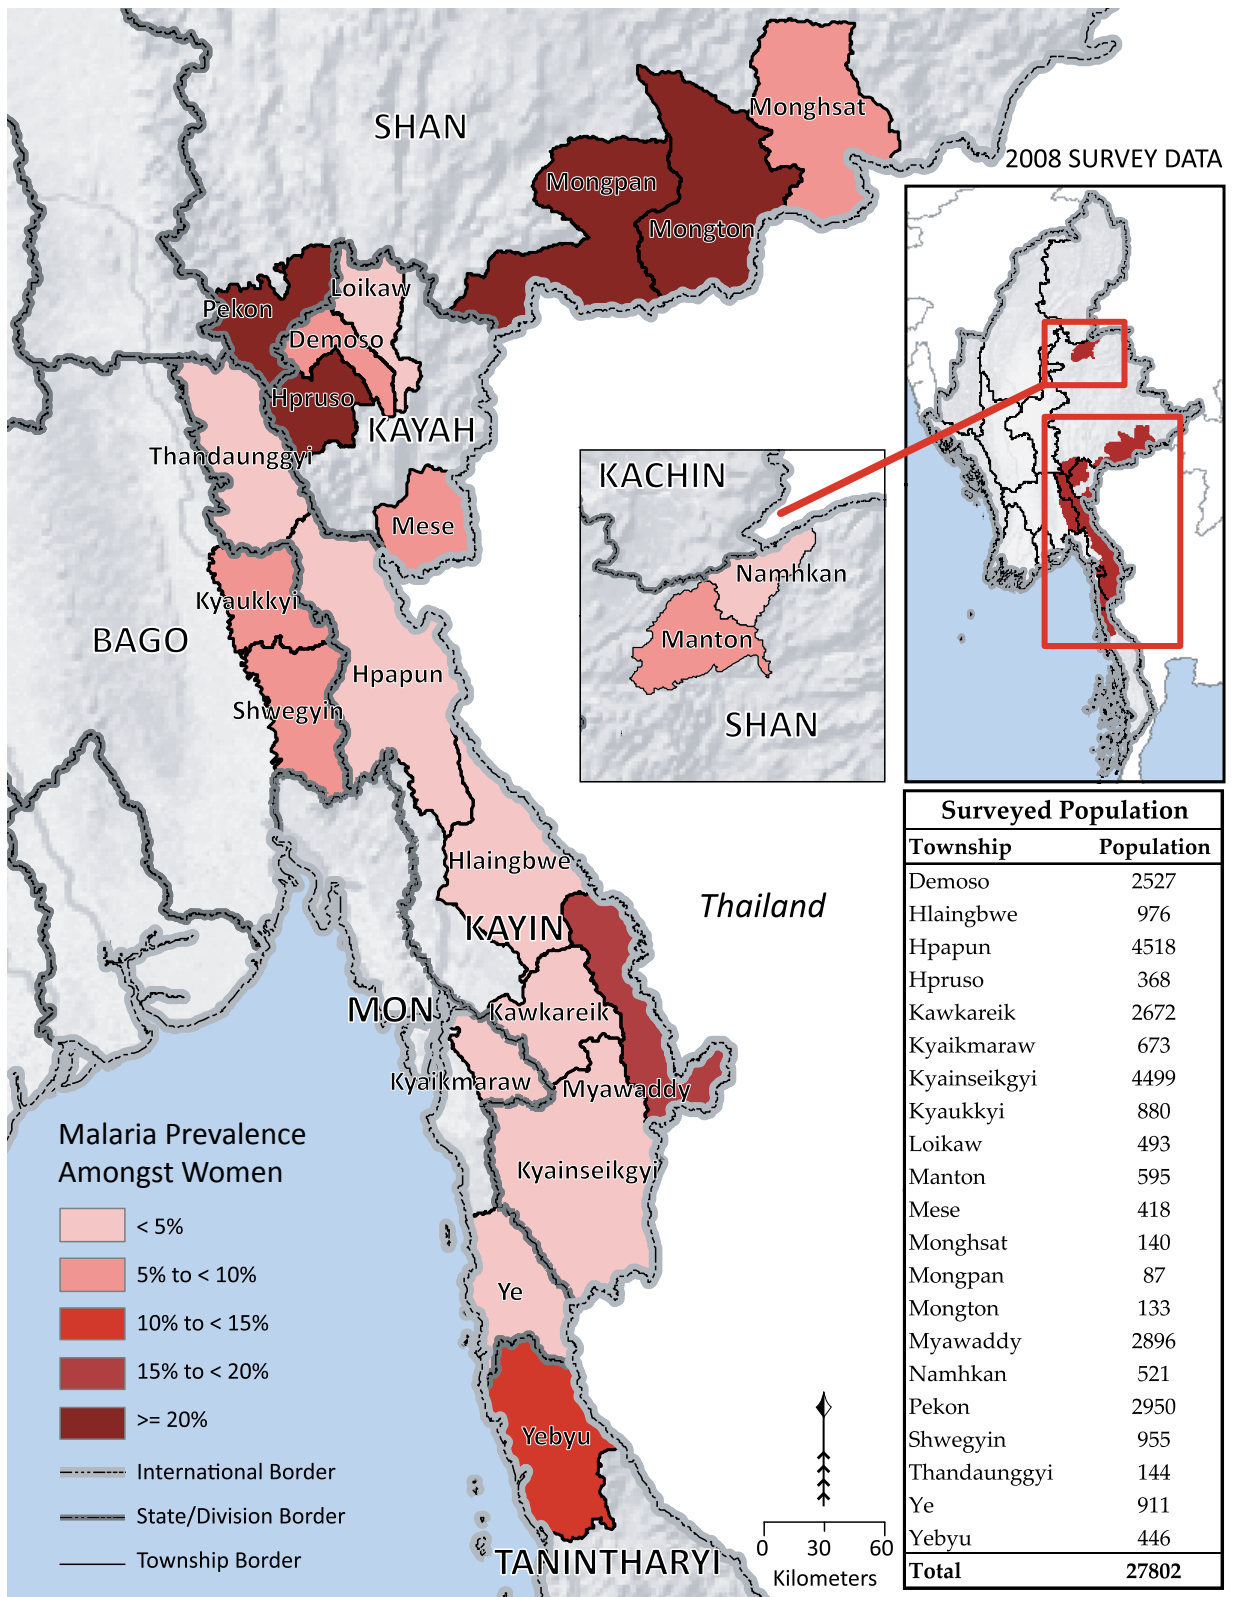 SHAN
Monghsat
2008 SURVEY DATA
Mongpan
Mongton
Loikaw
Pekon
Demoso
Hpruso
KAYAH
Thandaunggyi
Mese
KACHIN
Namhkan
Manton
SHAN
Kyaukkyi
BAGO
Hpapun
Shwegyin
Hlaingbwe
Thailand
KAYIN
MON
Kawkareik
Kyaikmaraw
Myawaddy
Kyainseikgyi
Ye
Yebyu
TANINTHARYI
Malaria Prevalence
Amongst Women
< 5%
5% to < 10%
10% to < 15%
15% to < 20%
>= 20%
International Border
State/Division Border
Township Border
0 30 60
Kilometers
Surveyed Population
Township Population
Demoso 2527
Hlaingbwe 976
Hpapun 4518
Hpruso 368
Kawkareik 2672
Kyaikmaraw 673
Kyainseikgyi 4499
Kyaukkyi 880
Loikaw 493
Manton 595
Mese 418
Monghsat 140
Mongpan 87
Mongton 133
Myawaddy 2896
Namhkan 521
Pekon 2950
Shwegyin 955
Thandaunggyi 144
Ye 911
Yebyu 446
Total 27802